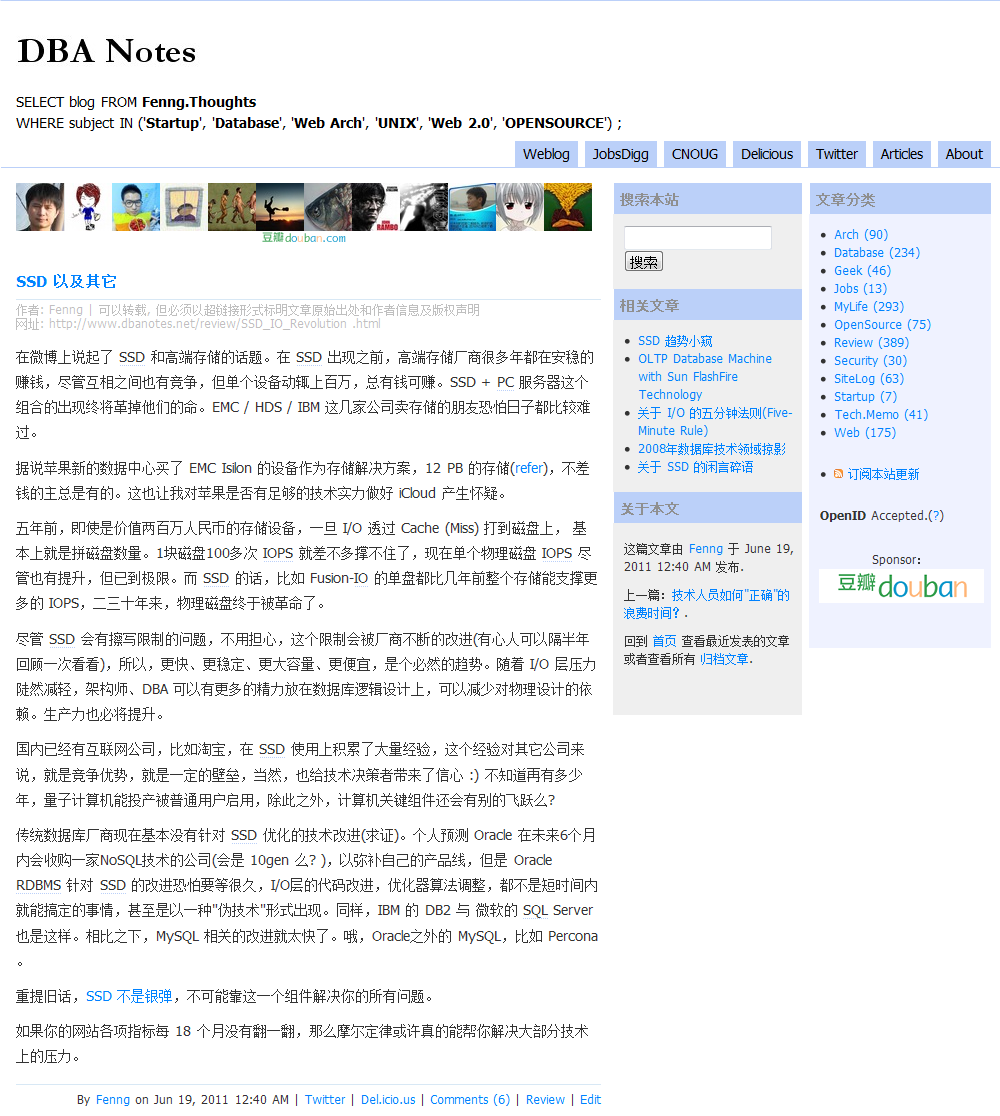 DBA Notes
SELECT blog FROM Fenng.Thoughts
WHERE subject IN ('Startup', 'Database', 'Web Arch', 'UNIX', 'Web 2.0', 'OPENSOURCE') ;
Weblog JobsDigg CNOUG Delicious Twitter Articles About
豆瓣douban.com
SSD 以及其它
作者: Fenng | 可以转载, 但必须以超链接形式标明文章原始出处和作者信息及版权声明
网址: http://www.dbanotes.net/review/SSD_IO_Revolution .html
在微博上说起了 SSD 和高端存储的话题。在 SSD 出现之前，高端存储厂商很多年都在安稳的
赚钱，尽管互相之间也有竞争，但单个设备动辄上百万，总有钱可赚。SSD + PC 服务器这个
组合的出现终将革掉他们的命。EMC / HDS / IBM 这几家公司卖存储的朋友恐怕日子都比较难
过。
据说苹果新的数据中心买了 EMC Isilon 的设备作为存储解决方案，12 PB 的存储(refer)，不差
钱的主总是有的。这也让我对苹果是否有足够的技术实力做好 iCloud 产生怀疑。
五年前，即使是价值两百万人民币的存储设备，一旦 I/O 透过 Cache (Miss) 打到磁盘上， 基
本上就是拼磁盘数量。1块磁盘100多次 IOPS 就差不多撑不住了，现在单个物理磁盘 IOPS 尽
管也有提升，但已到极限。而 SSD 的话，比如 Fusion-IO 的单盘都比几年前整个存储能支撑更
多的 IOPS，二三十年来，物理磁盘终于被革命了。
尽管 SSD 会有擦写限制的问题，不用担心，这个限制会被厂商不断的改进(有心人可以隔半年
回顾一次看看)，所以，更快、更稳定、更大容量、更便宜，是个必然的趋势。随着 I/O 层压力
陡然减轻，架构师、DBA 可以有更多的精力放在数据库逻辑设计上，可以减少对物理设计的依
赖。生产力也必将提升。
国内已经有互联网公司，比如淘宝，在 SSD 使用上积累了大量经验，这个经验对其它公司来
说，就是竞争优势，就是一定的壁垒，当然，也给技术决策者带来了信心 :) 不知道再有多少
年，量子计算机能投产被普通用户启用，除此之外，计算机关键组件还会有别的飞跃么?
传统数据库厂商现在基本没有针对 SSD 优化的技术改进(求证)。个人预测 Oracle 在未来6个月
内会收购一家NoSQL技术的公司(会是 10gen 么? )，以弥补自己的产品线，但是 Oracle
RDBMS 针对 SSD 的改进恐怕要等很久，I/O层的代码改进，优化器算法调整，都不是短时间内
就能搞定的事情，甚至是以一种"伪技术"形式出现。同样，IBM 的 DB2 与 微软的 SQL Server
也是这样。相比之下，MySQL 相关的改进就太快了。哦，Oracle之外的 MySQL，比如 Percona
。
重提旧话，SSD 不是银弹，不可能靠这一个组件解决你的所有问题。
如果你的网站各项指标每 18 个月没有翻一翻，那么摩尔定律或许真的能帮你解决大部分技术
上的压力。
By Fenng on Jun 19, 2011 12:40 AM | Twitter | Del.icio.us | Comments (6) | Review | Edit
搜索本站
搜索
相关文章
SSD 趋势小窥
OLTP Database Machine
with Sun FlashFire
Technology
关于 I/O 的五分钟法则(Five-
Minute Rule)
2008年数据库技术领域掠影
关于 SSD 的闲言碎语
关于本文
这篇文章由 Fenng 于 June 19,
2011 12:40 AM 发布.
上一篇：技术人员如何"正确"的
浪费时间? .
回到 首页 查看最近发表的文章
或者查看所有 归档文章.
文章分类
Arch (90)
Database (234)
Geek (46)
Jobs (13)
MyLife (293)
OpenSource (75)
Review (389)
Security (30)
SiteLog (63)
Startup (7)
Tech.Memo (41)
Web (175)
订阅本站更新
OpenID Accepted.(?)
Sponsor:
豆瓣douban